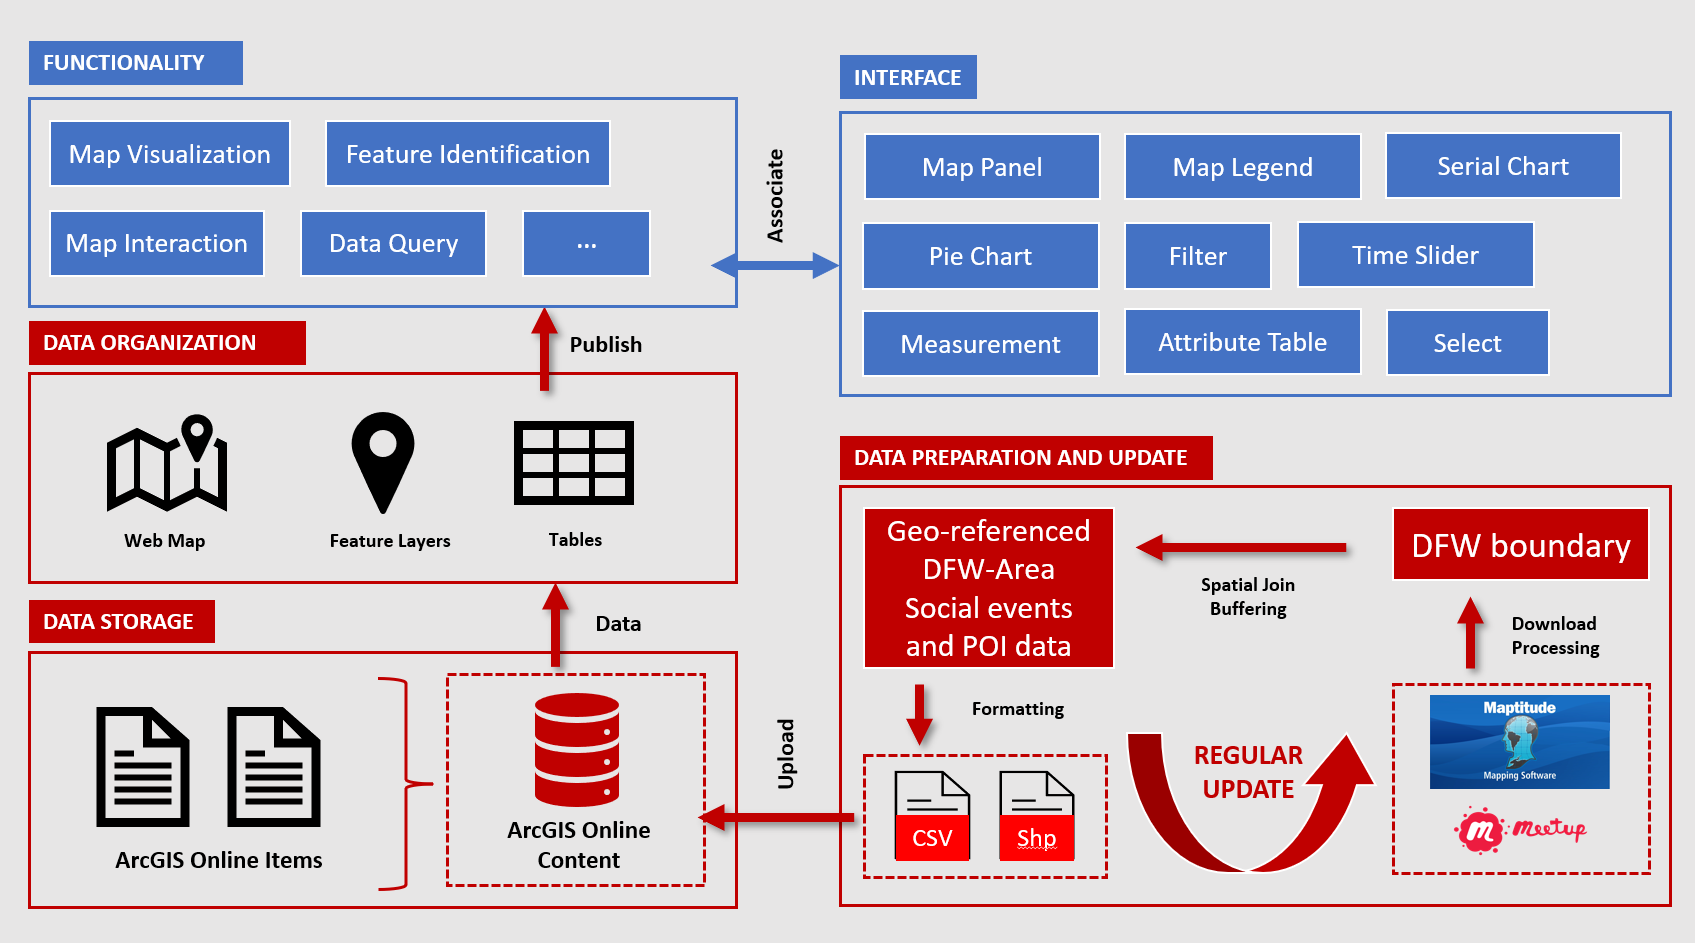 FUNCTIONALITY
Map Visualization
Feature Identification
Map Interaction
Data Query
...
Associate
INTERFACE
Map Panel
Map Legend
Serial Chart
Pie Chart
Filter
Time Slider
Measurement
Attribute Table
Select
Publish
DATA ORGANIZATION
Web Map
Feature Layers
Tables
Data
DATA STORAGE
ArcGIS Online Items
ArcGIS Online
Content
Upload
DATA PREPARATION AND UPDATE
Geo-referenced
DFW-Area
Social events
and POI data
Spatial Join
Buffering
DFW boundary
Download
Processing
Formatting
CSV
Shp
REGULAR
UPDATE
Maptitude
Mapping Software
m meetup